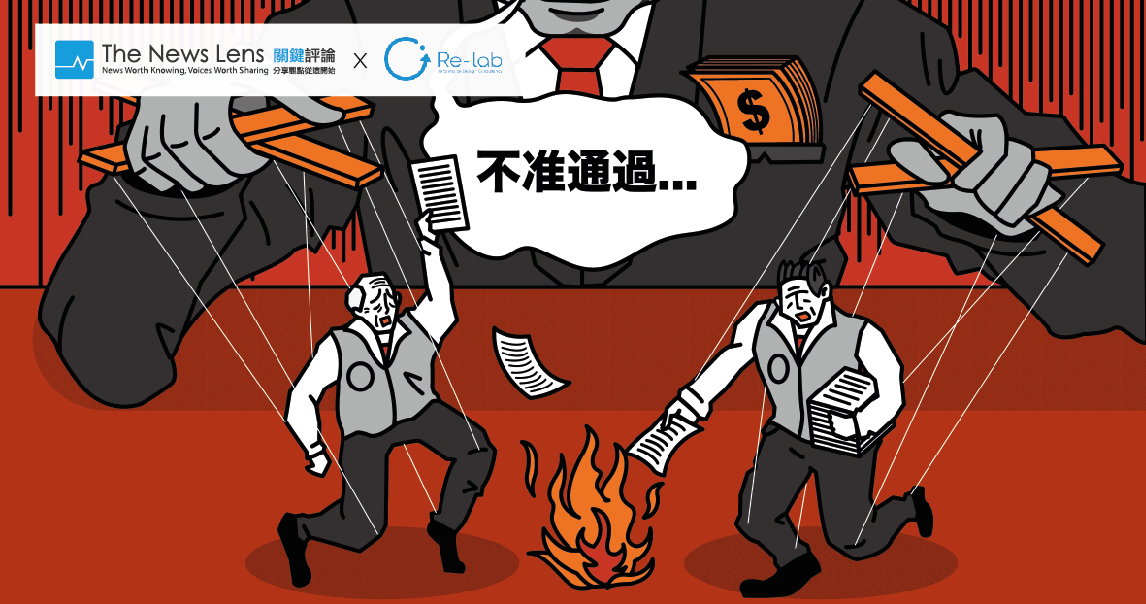 The News Lens 關鍵評論
News Worth Knowing, Voices Worth Sharing 分享觀點從這開始
X
Re-lab
Information Design Consultancy
不准通過...
$